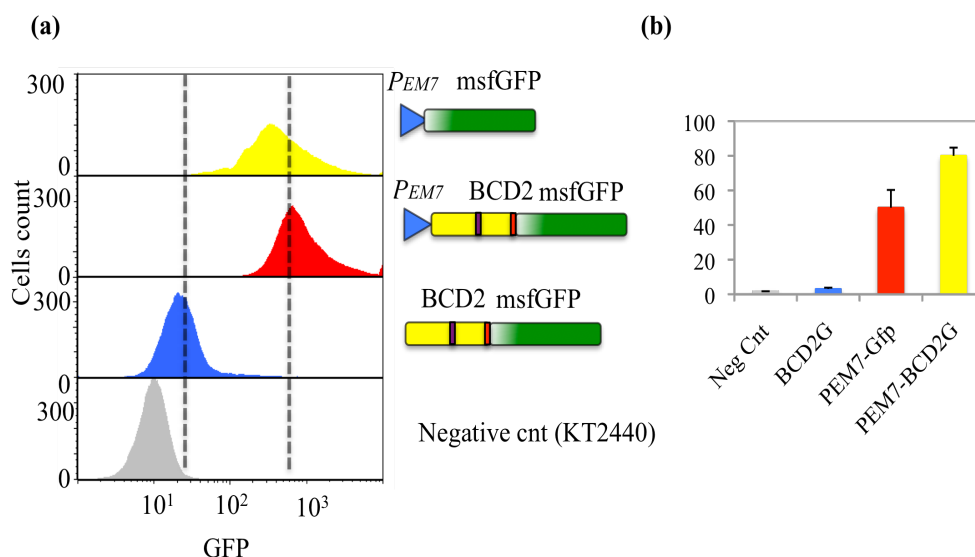 (a)
(b)
300
0
300
0
300
0
300
0
Cells count
10¹ 10² 10³
GFP
PEM7 msfGFP
PEM7 BCD2 msfGFP
BCD2 msfGFP
Negative cnt (KT2440)
100
80
60
40
20
0
Neg Cnt
BCD2G
PEM7-Gfp
PEM7-BCD2G